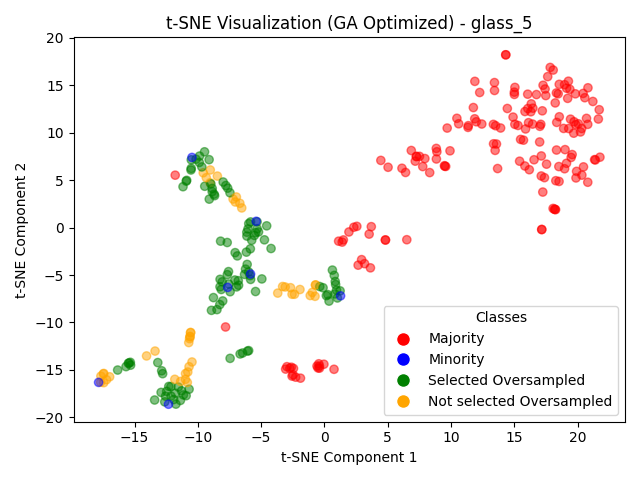 t-SNE Visualization (GA Optimized) - glass_5
20
15
10
5
0
−5
−10
−15
−20
t-SNE Component 2
Classes
Majority
Minority
Selected Oversampled
Not selected Oversampled
−15
−10
−5
0
5
10
15
20
t-SNE Component 1